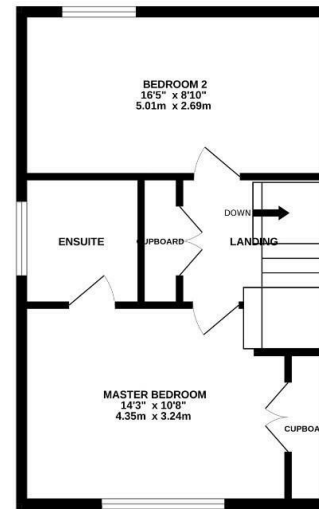 BEDROOM 2
16'5" x 8'10"
5.01m x 2.69m
DOWN
ENSUITE
CUPBOARD
LANDING
MASTER BEDROOM
14'3" x 10'8"
4.35m x 3.24m
CUPBOA